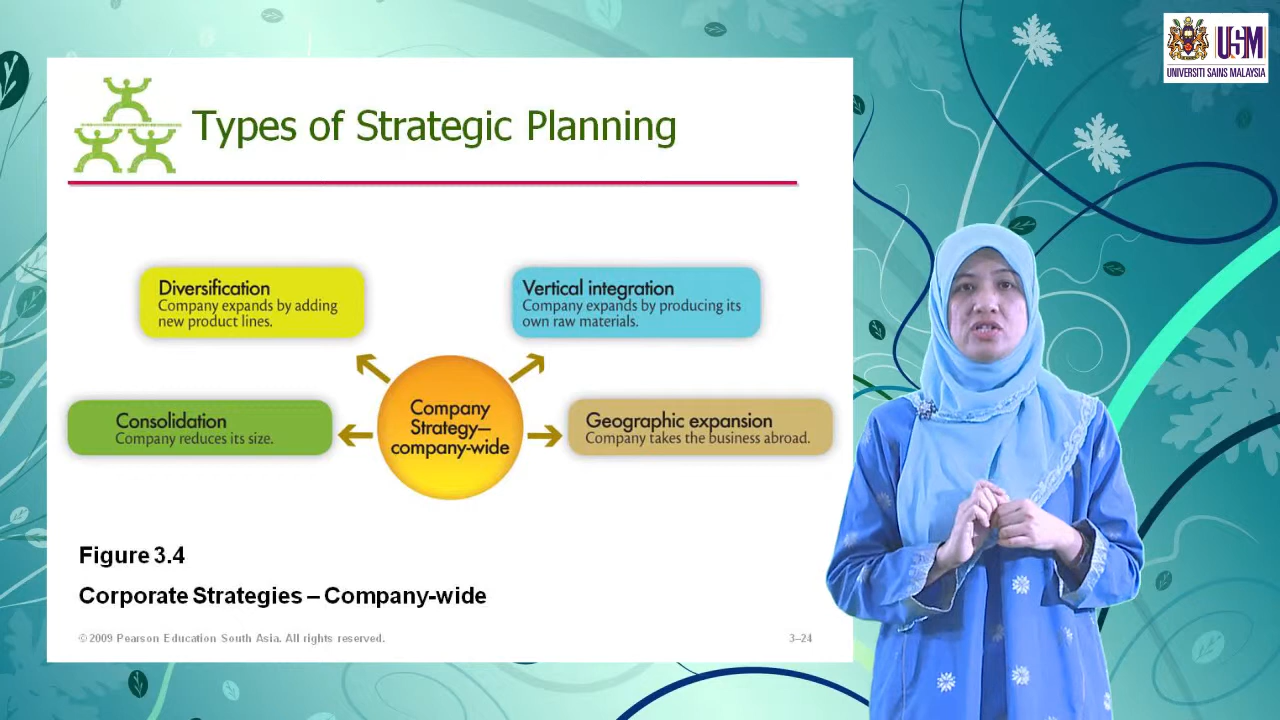 USM
UNIVERSITI SAINS MALAYSIA
Types of Strategic Planning
Diversification
Company expands by adding
new product lines.
Vertical integration
Company expands by producing its
own raw materials.
Consolidation
Company reduces its size.
Company
Strategy–
company-wide
Geographic expansion
Company takes the business abroad.
Figure 3.4
Corporate Strategies – Company-wide
© 2009 Pearson Education South Asia. All rights reserved.
3–24